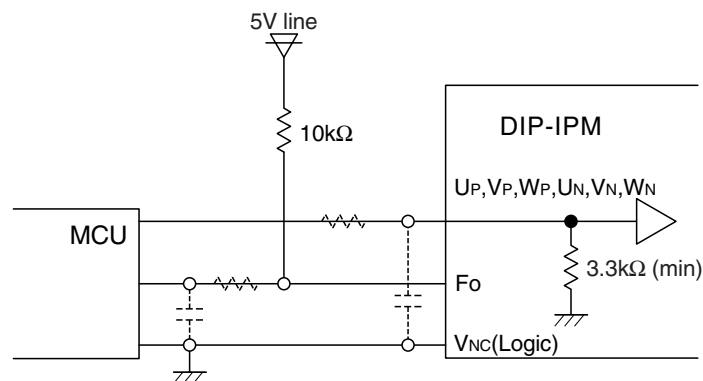 5V line
10kΩ
DIP-IPM
UP,VP,WP,UN,VN,WN
MCU
3.3kΩ (min)
Fo
VNC(Logic)